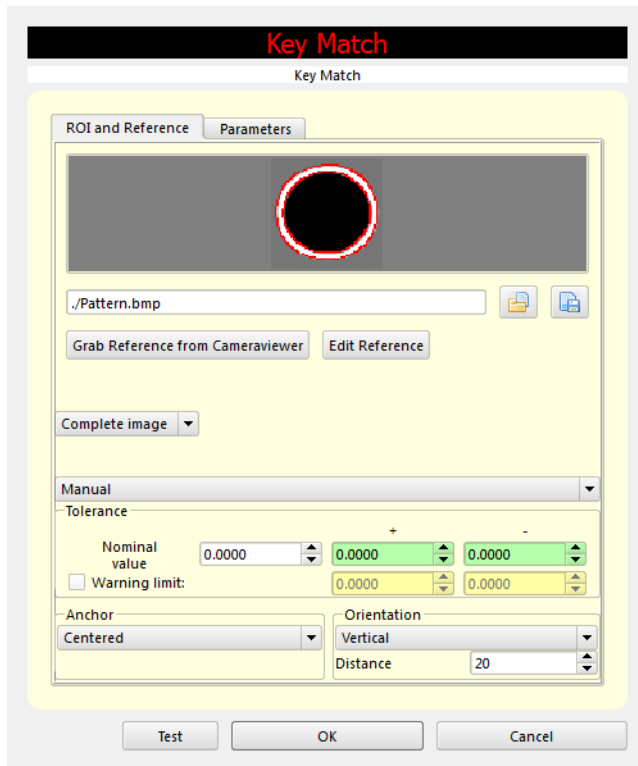 Key Match
Key Match
ROI and Reference Parameters
./Pattern.bmp
Grab Reference from Cameraviewer Edit Reference
Complete image
Manual
Tolerance
+ -
Nominal value 0.0000 0.0000 0.0000
Warning limit: 0.0000 0.0000
Anchor Orientation
Centered Vertical
Distance 20
Test OK Cancel